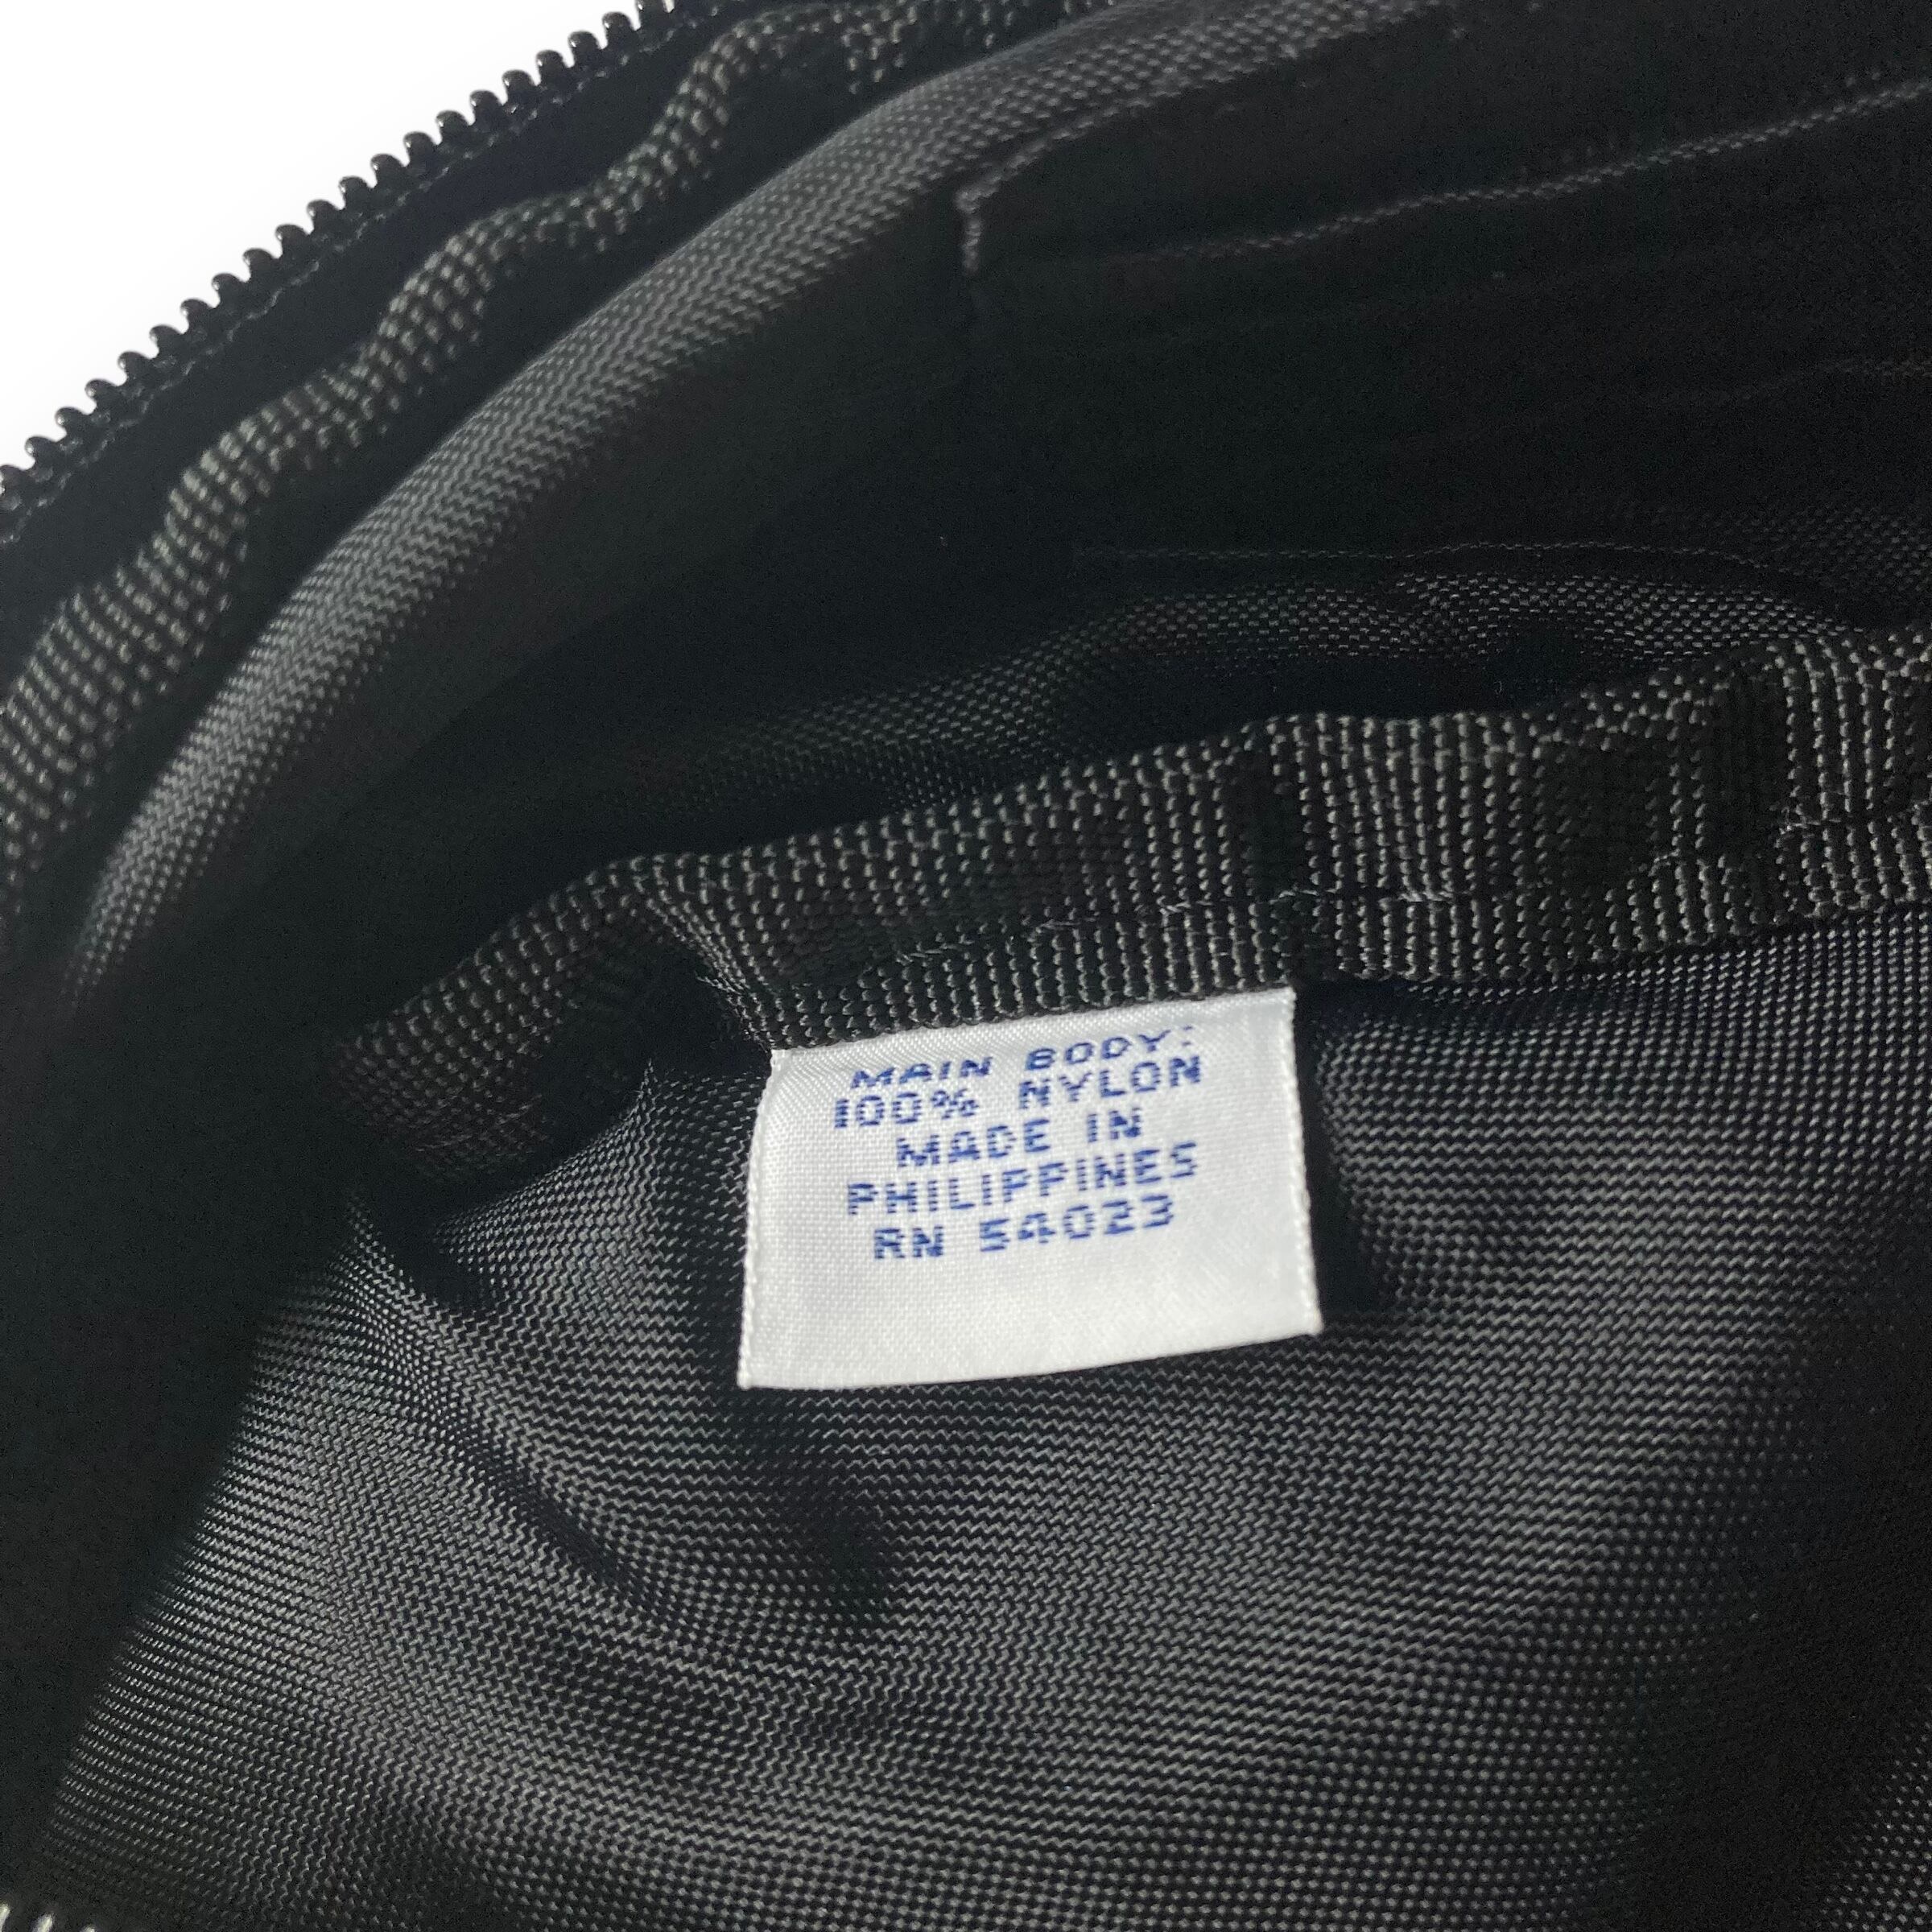 MAIN BODY:
100% NYLON
MADE IN
PHILIPPINES
RN 54023